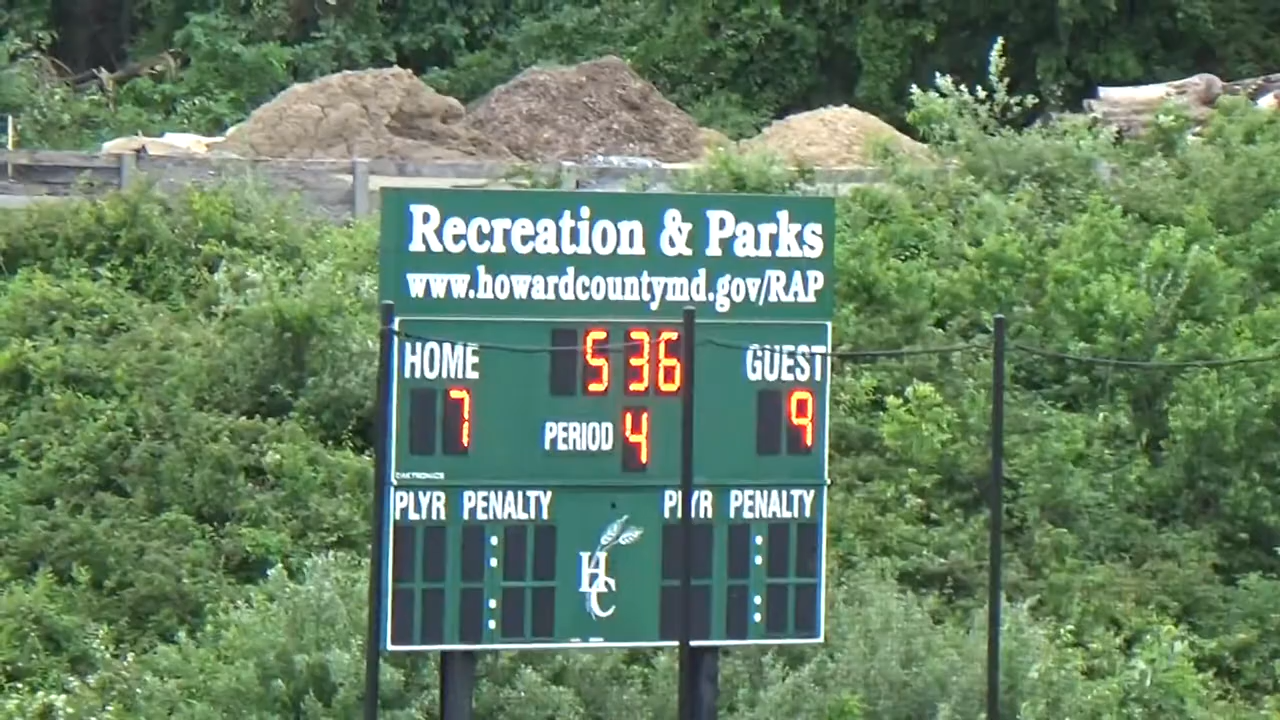 Recreation & Parks
www.howardcountymd.gov/RAP
HOME 5 36 GUEST
7 PERIOD 4 9
DAKTRONICS
PLYR PENALTY PLYR PENALTY
HC